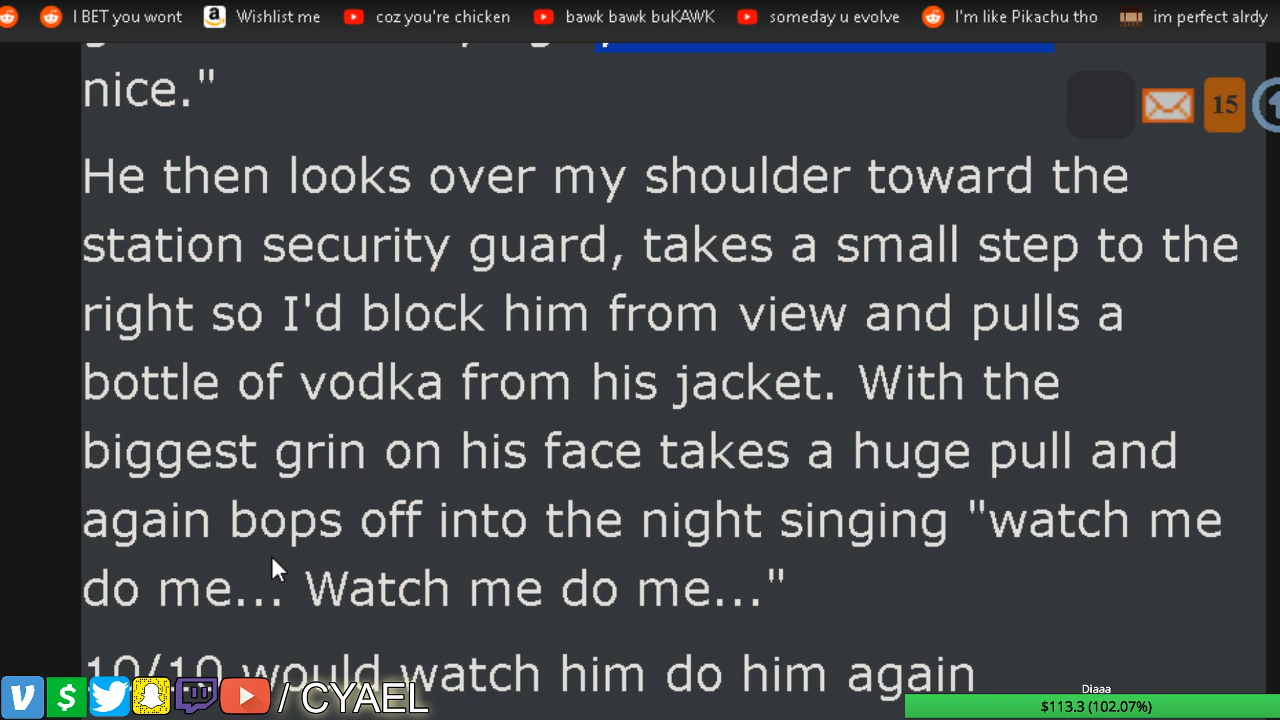 I BET you wont
Wishlist me
coz you're chicken
bawk bawk buKAWK
someday u evolve
I'm like Pikachu tho
im perfect alrdy
nice."
15
He then looks over my shoulder toward the
station security guard, takes a small step to the
right so I'd block him from view and pulls a
bottle of vodka from his jacket. With the
biggest grin on his face takes a huge pull and
again bops off into the night singing "watch me
do me... Watch me do me..."
10/10 would watch him do him again
/ CYAEL
Diaaa
$113.3 (102.07%)